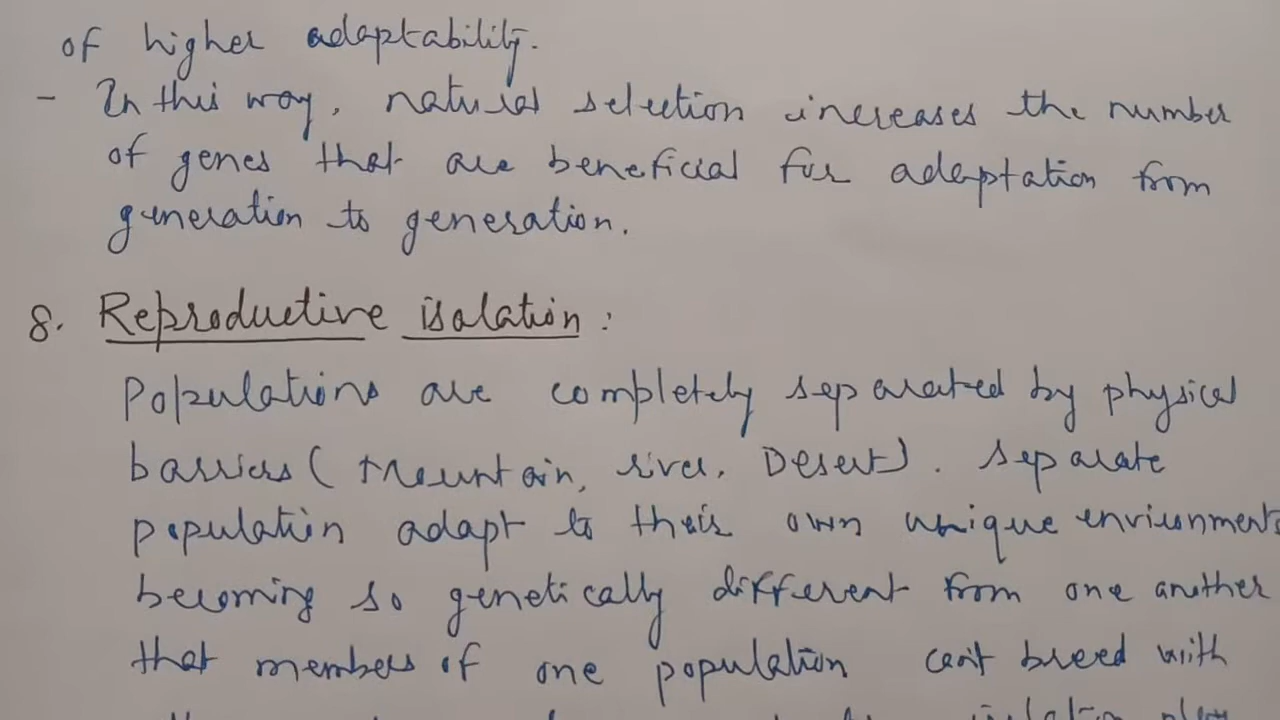 of higher adaptability.
- In this way, natural selection increases the number
of genes that are beneficial for adaptation from
generation to generation.
8. Reproductive isolation :
Populations are completely separated by physical
barriers ( Mountain, river, Desert) . Separate
population adapt to their own unique environment
becoming so genetically different from one another
that members of one population can't breed with
isolation play